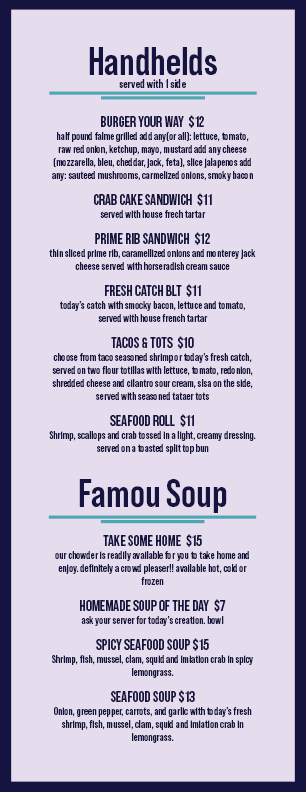 Handhelds
served with 1 side
BURGER YOUR WAY $12
half pound falme grilled add any(or all): lettuce, tomato,
raw red onion, ketchup, mayo, mustard add any cheese
(mozzarella, bleu, cheddar, jack, feta), slice jalapenos add
any: sauteed mushrooms, carmelized onions, smoky bacon
CRAB CAKE SANDWICH $11
served with house frech tartar
PRIME RIB SANDWICH $12
thin sliced prime rib, caramellized onions and monterey jack
cheese served with horseradish cream sauce
FRESH CATCH BLT $11
today's catch with smocky bacon, lettuce and tomato,
served with house french tartar
TACOS & TOTS $10
choose from taco seasoned shrimp or today's fresh catch,
served on two flour totillas with lettuce, tomato, redonion,
shredded cheese and cilantro sour cream, slsa on the side,
served with seasoned tataer tots
SEAFOOD ROLL $11
Shrimp, scallops and crab tossed in a light, creamy dressing.
served on a toasted split top bun
Famou Soup
TAKE SOME HOME $15
our chowder is readily available for you to take home and
enjoy. definitely a crowd pleaser!! available hot, cold or
frozen
HOMEMADE SOUP OF THE DAY $7
ask your server for today's creation. bowl
SPICY SEAFOOD SOUP $15
Shrimp, fish, mussel, clam, squid and imiation crab in spicy
lemongrass.
SEAFOOD SOUP $13
Onion, green pepper, carrots, and garlic with today's fresh
shrimp, fish, mussel, clam, squid and imiation crab in
lemongrass.